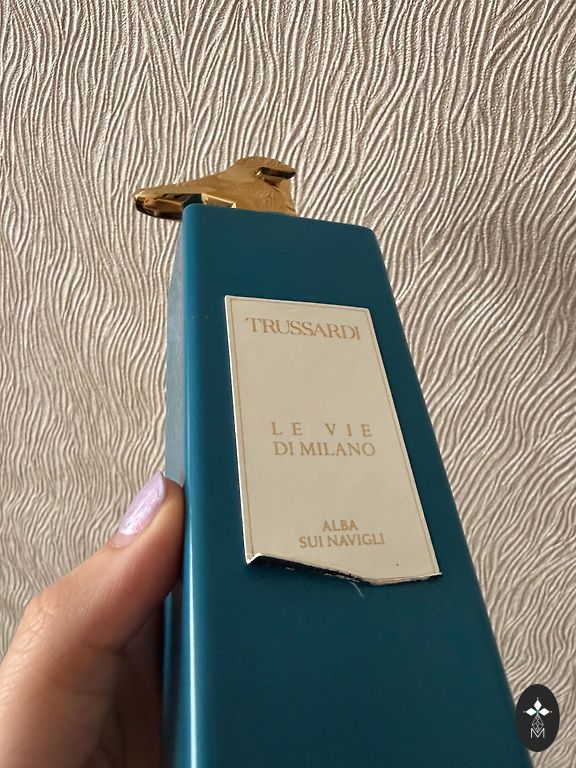 TRUSSARDI
LE VIE
DI MILANO
ALBA
SUI NAVIGLI